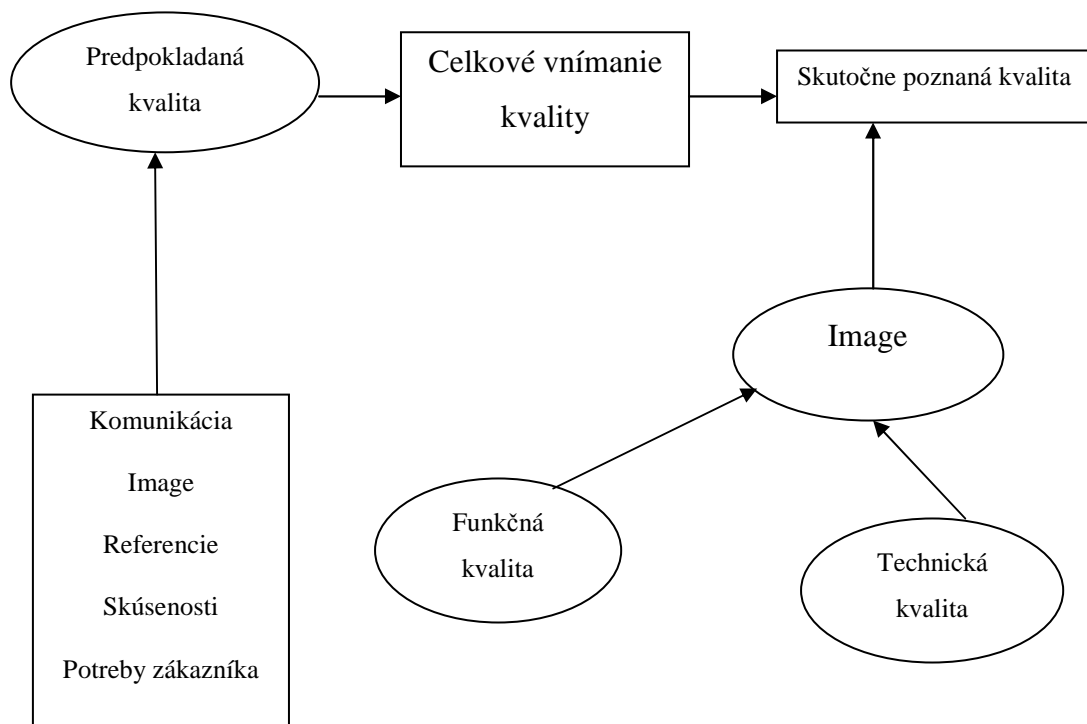 Predpokladaná
kvalita
Celkové vnímanie
kvality
Skutočne poznaná kvalita
Image
Komunikácia
Image
Referencie
Skúsenosti
Potreby zákazníka
Funkčná
kvalita
Technická
kvalita